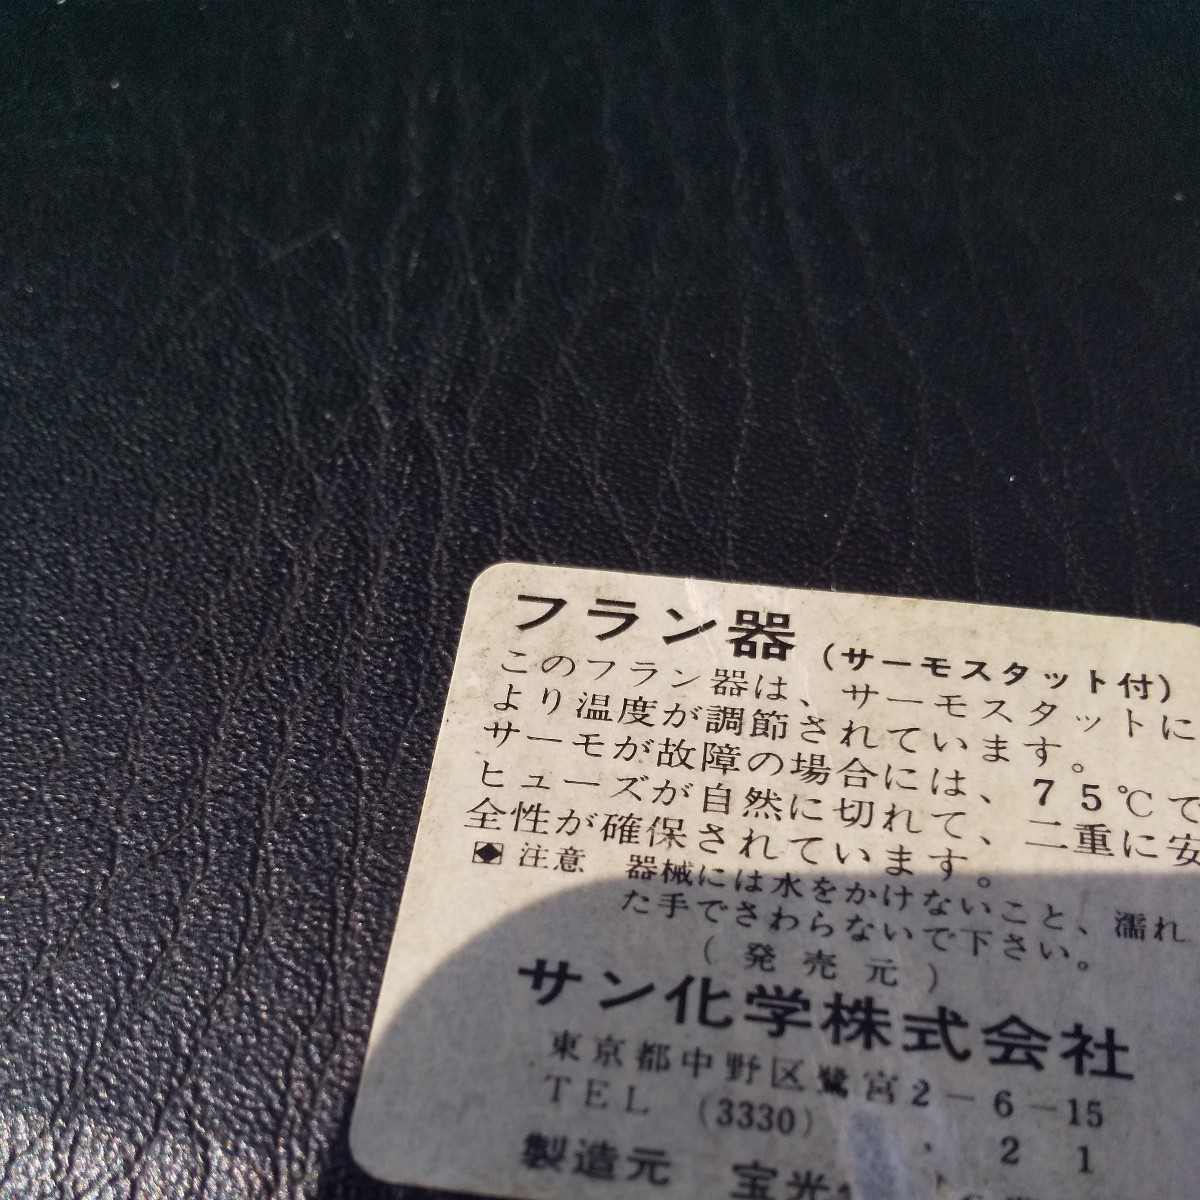 フラン器(サーモスタット付)
このフラン器は、サーモスタットに
より温度が調節されています。
サーモが故障の場合には、75℃で
ヒューズが自然に切れて、二重に安
全性が確保されています。
注意 器械には水をかけないこと、濡れ
た手でさわらないで下さい。
(発売元)
サン化学株式会社
東京都中野区鷺宮2-6-15
TEL (3330) 21
製造元 宝光